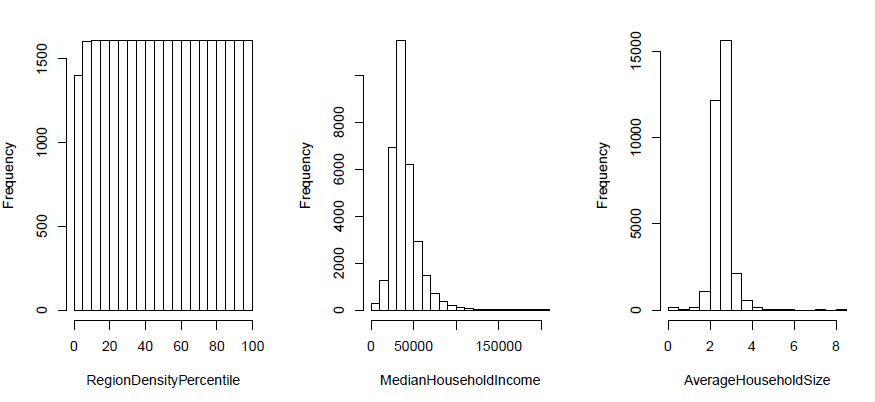 Frequency
0 500 1000 1500
0 20 40 60 80 100
RegionDensityPercentile
Frequency
0 2000 4000 6000 8000
0 50000 150000
MedianHouseholdIncome
Frequency
0 5000 10000 15000
0 2 4 6 8
AverageHouseholdSize